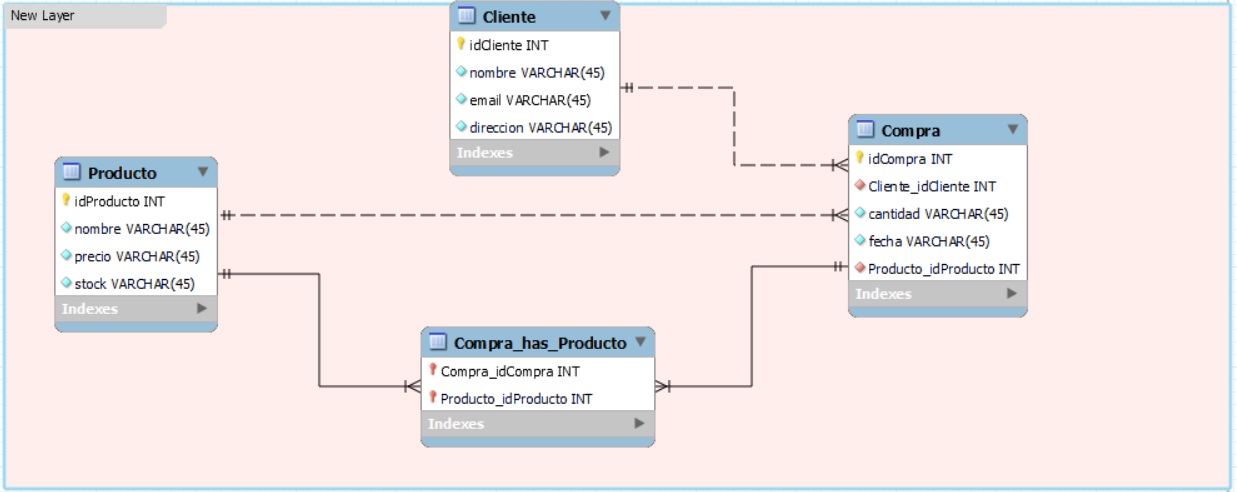 New Layer
Cliente
idCliente INT
nombre VARCHAR(45)
email VARCHAR(45)
direccion VARCHAR(45)
Indexes
Producto
idProducto INT
nombre VARCHAR(45)
precio VARCHAR(45)
stock VARCHAR(45)
Indexes
Compra
idCompra INT
Cliente_idCliente INT
cantidad VARCHAR(45)
fecha VARCHAR(45)
Producto_idProducto INT
Indexes
Compra_has_Producto
Compra_idCompra INT
Producto_idProducto INT
Indexes